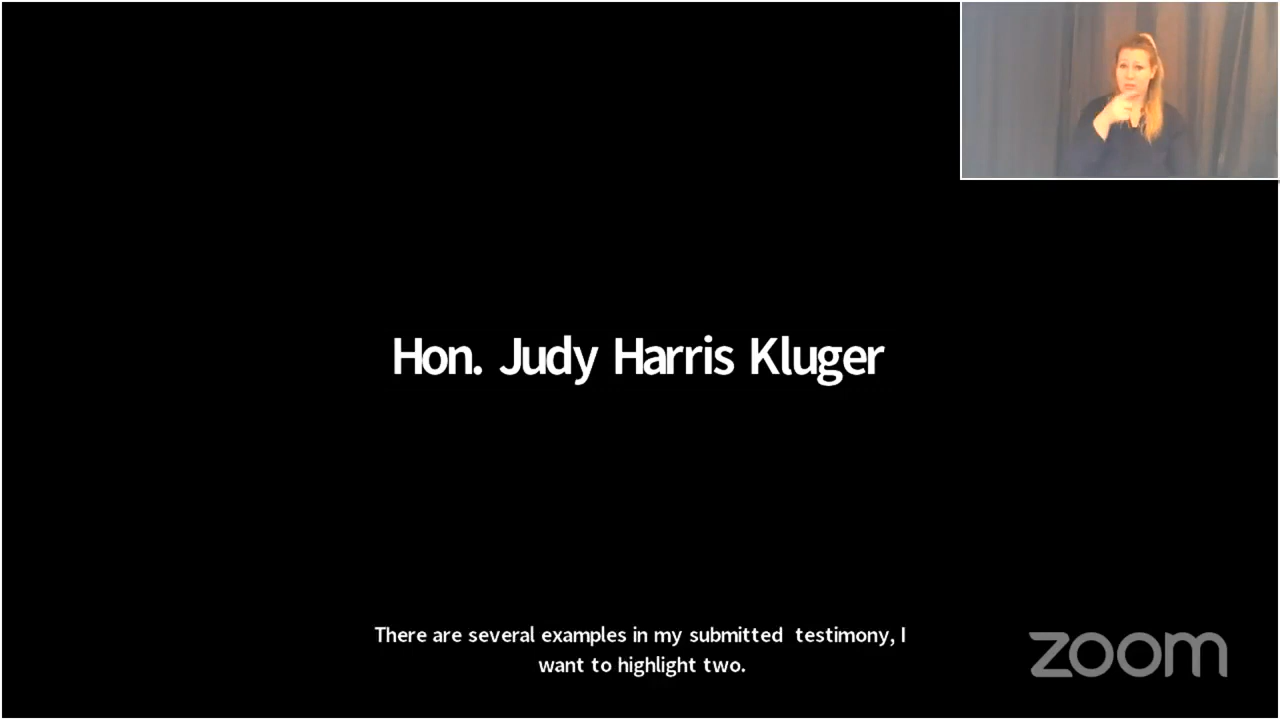 Hon. Judy Harris Kluger
There are several examples in my submitted  testimony, I
want to highlight two.
zoom